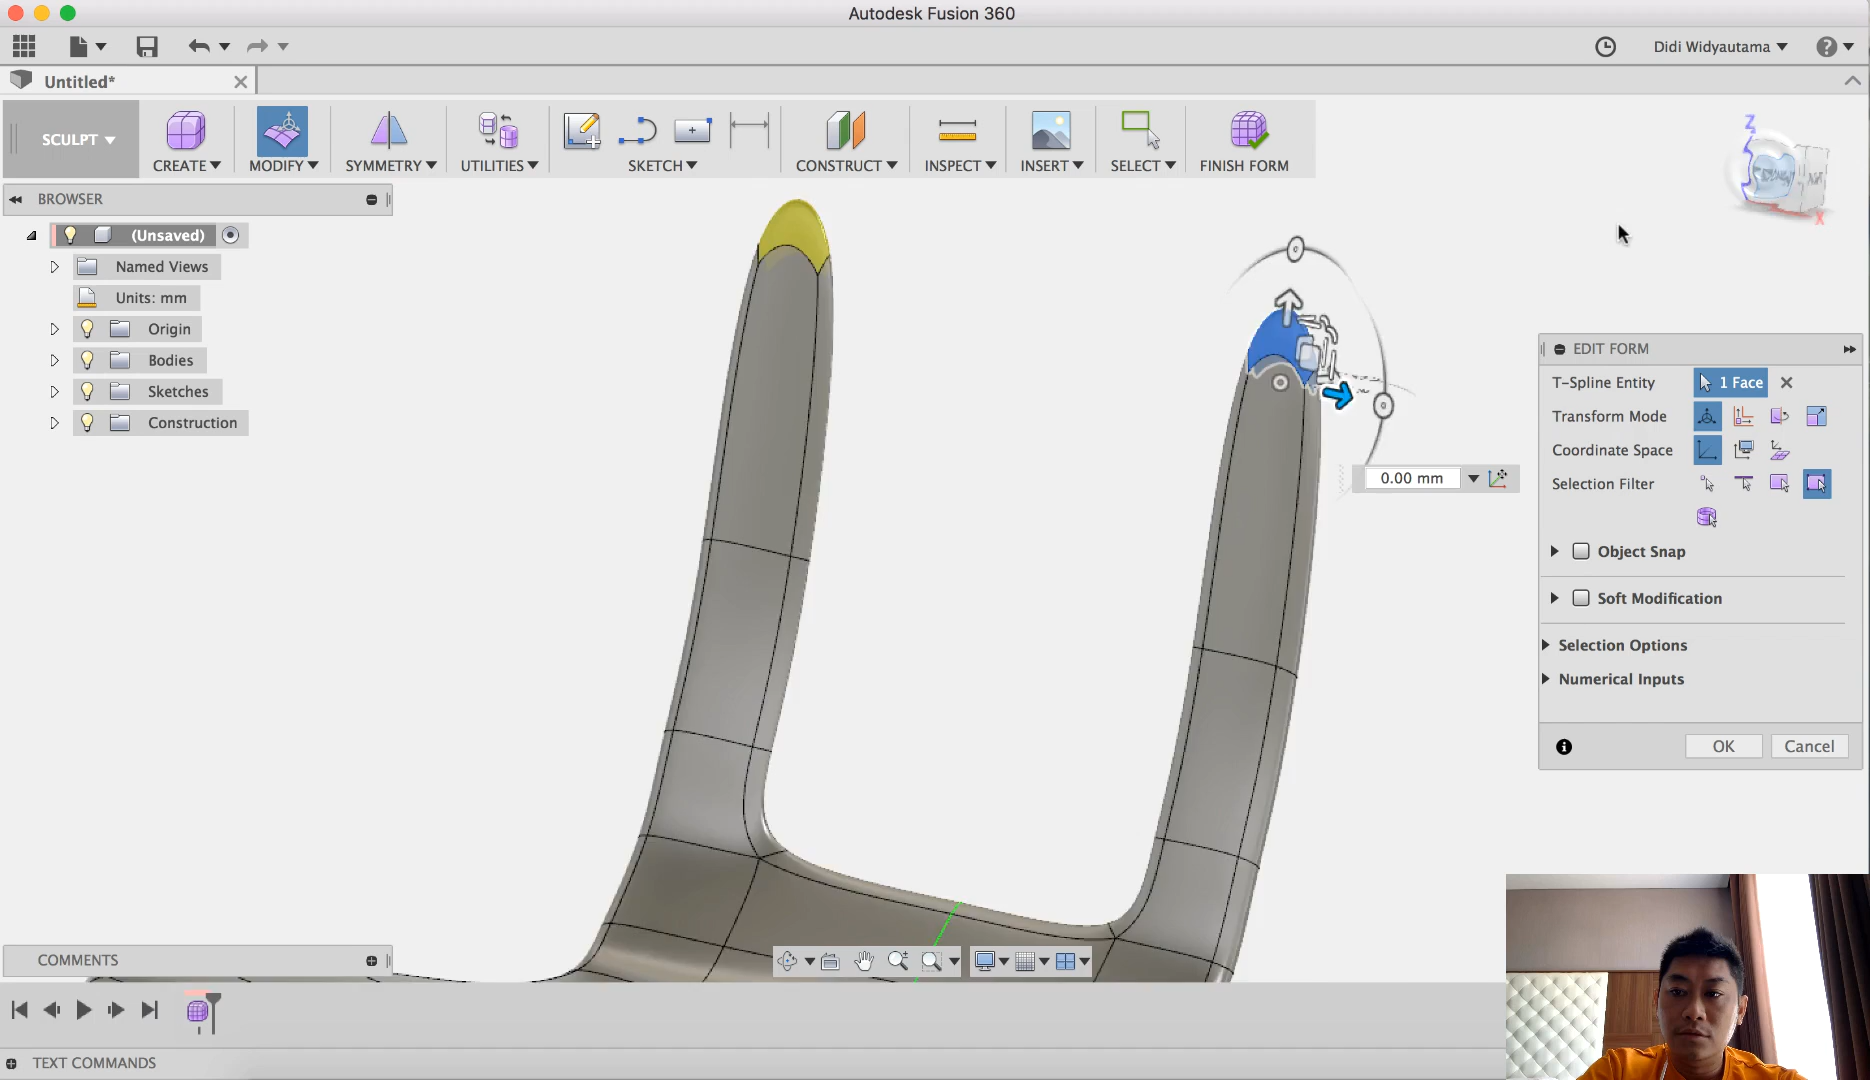 Autodesk Fusion 360
Didi Widyautama
Untitled*
SCULPT
CREATE
MODIFY
SYMMETRY
UTILITIES
SKETCH
CONSTRUCT
INSPECT
INSERT
SELECT
FINISH FORM
Z
X
BROWSER
(Unsaved)
Named Views
Units: mm
Origin
Bodies
Sketches
Construction
EDIT FORM
T-Spline Entity
1 Face
Transform Mode
Coordinate Space
Selection Filter
0.00 mm
Object Snap
Soft Modification
Selection Options
Numerical Inputs
OK
Cancel
COMMENTS
TEXT COMMANDS